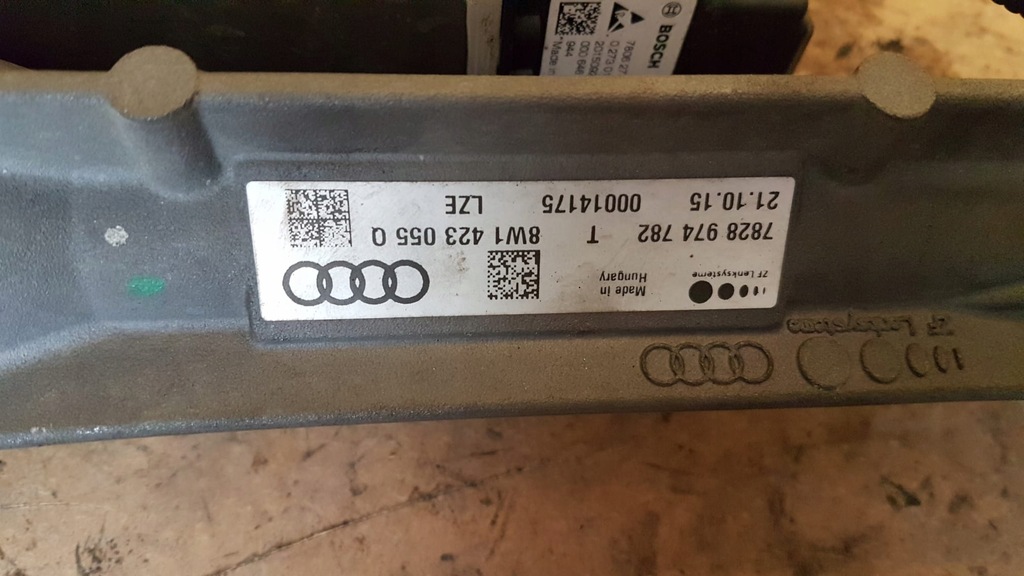 ZF Lenksysteme
Made in
Hungary
7828 974 782 T 8W1 423 055 Q
21.10.15 00014175 LZE
ZF Lenksysteme
BOSCH
944